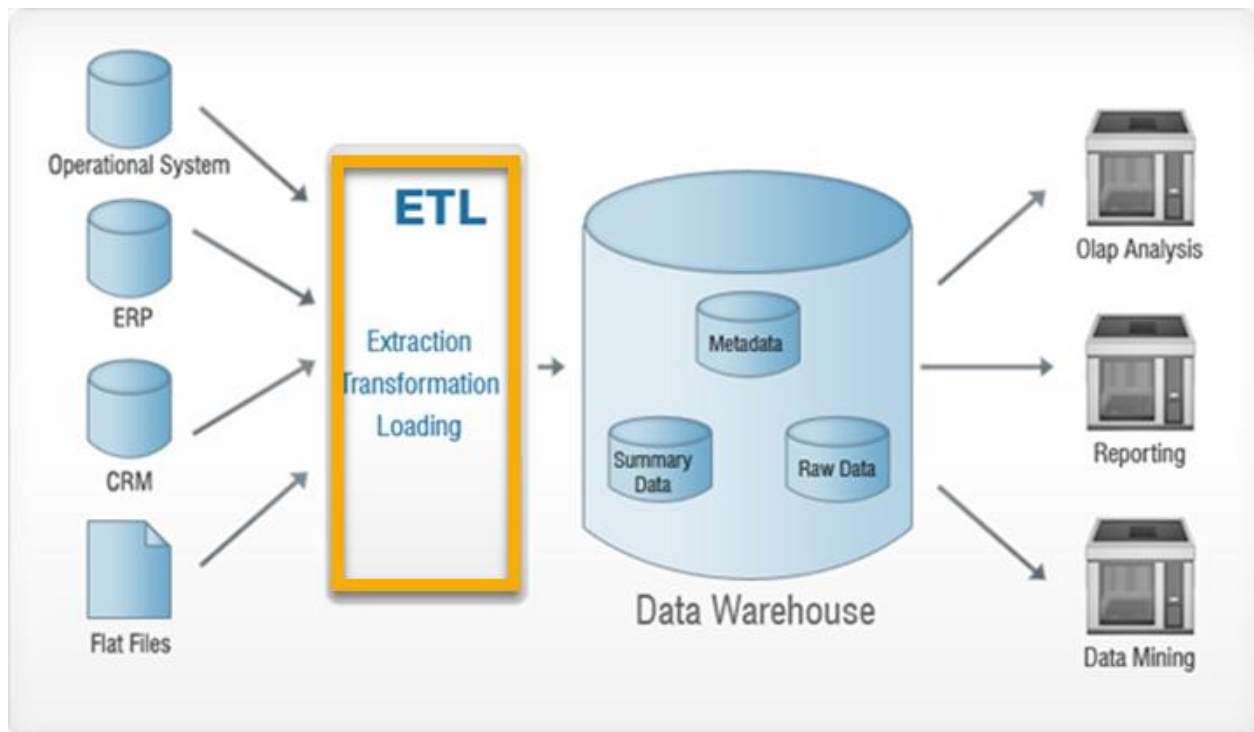 Operational System
ERP
CRM
Flat Files
ETL
Extraction
Transformation
Loading
Metadata
Summary
Data
Raw Data
Data Warehouse
Olap Analysis
Reporting
Data Mining